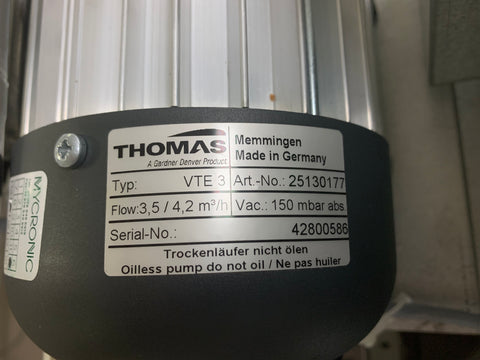 THOMAS
A Gardner Denver Product
Memmingen
Made in Germany
Typ: VTE 3 Art.-No.: 25130177
Flow: 3,5 / 4,2 m³/h Vac.: 150 mbar abs.
Serial-No.: 42800586
Trockenläufer nicht ölen
Oilless pump do not oil / Ne pas huiler
MYCRONIC